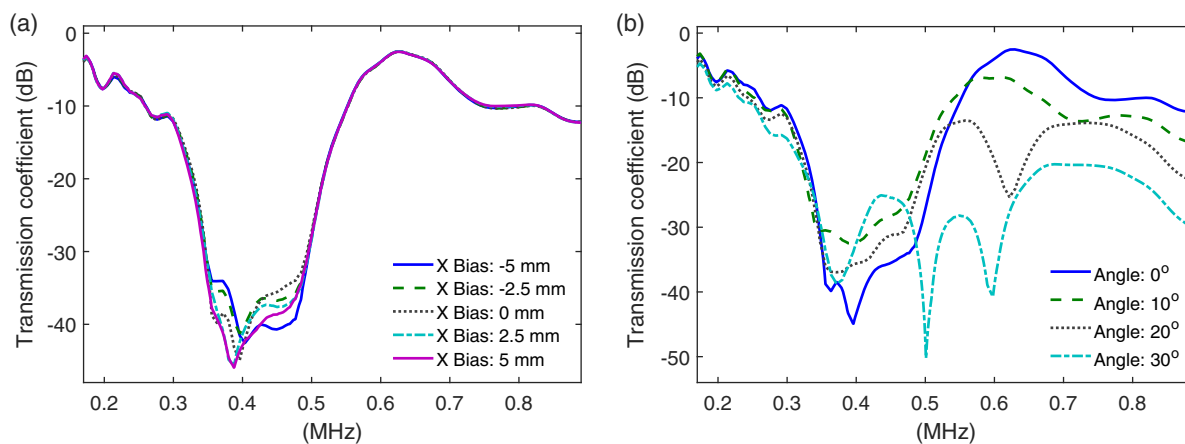 (a)
Transmission coefficient (dB)
0
-10
-20
-30
-40
X Bias: -5 mm
X Bias: -2.5 mm
X Bias: 0 mm
X Bias: 2.5 mm
X Bias: 5 mm
0.2 0.3 0.4 0.5 0.6 0.7 0.8
(MHz)
(b)
Transmission coefficient (dB)
0
-10
-20
-30
-40
-50
Angle: 0°
Angle: 10°
Angle: 20°
Angle: 30°
0.2 0.3 0.4 0.5 0.6 0.7 0.8
(MHz)